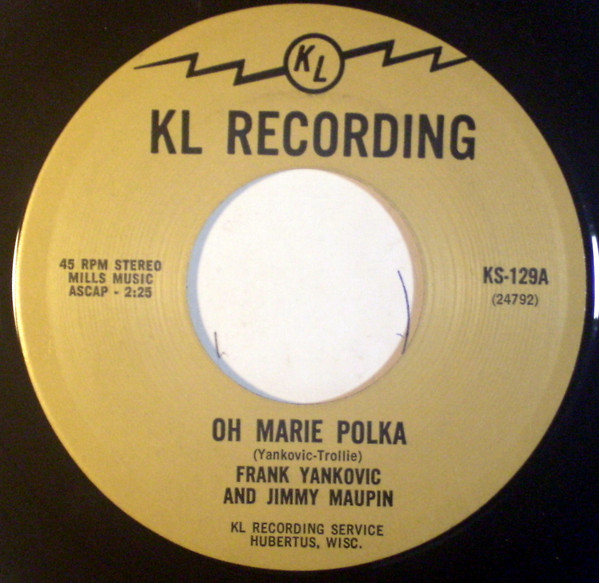 KL
KL RECORDING
45 RPM STEREO
MILLS MUSIC
ASCAP - 2:25
KS-129A
(24792)
OH MARIE POLKA
(Yankovic-Trollie)
FRANK YANKOVIC
AND JIMMY MAUPIN
KL RECORDING SERVICE
HUBERTUS, WISC.